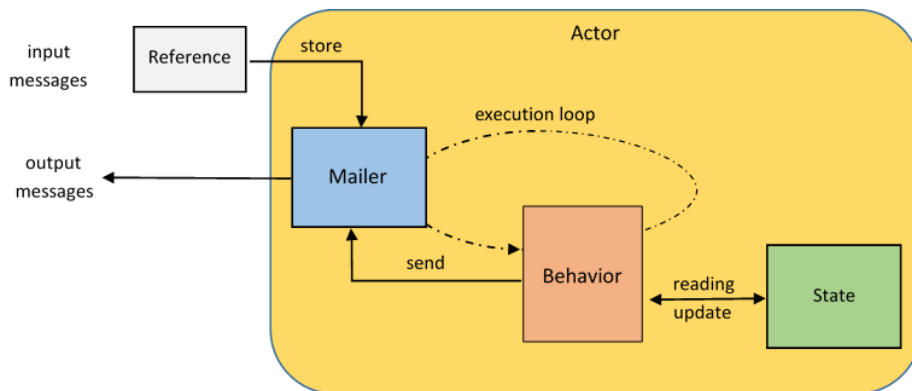 Actor
input
messages
Reference
store
execution loop
output
messages
Mailer
send
Behavior
reading
update
State